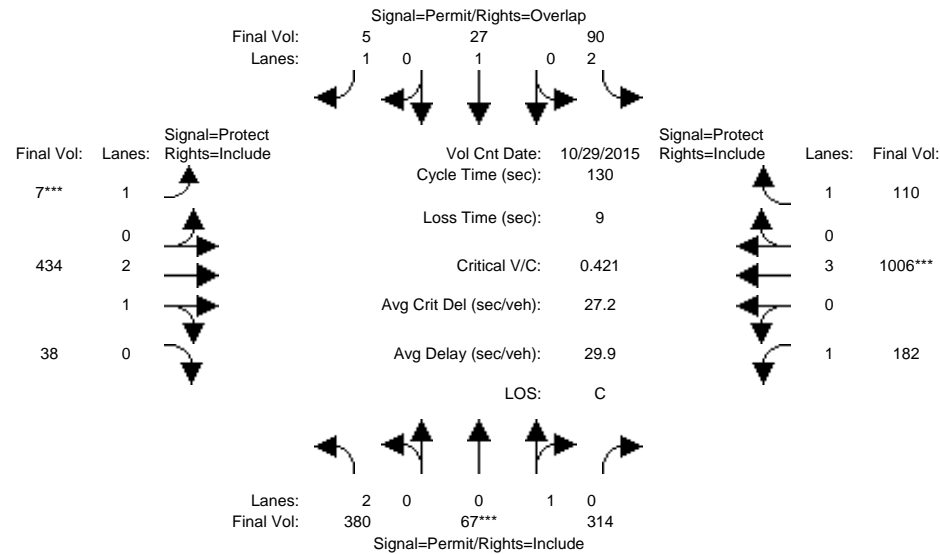 Signal=Permit/Rights=Overlap
Final Vol: 5 27 90
Lanes: 1 0 1 0 2
Signal=Protect
Final Vol: Lanes: Rights=Include
Vol Cnt Date: 10/29/2015
Signal=Protect
Rights=Include Lanes: Final Vol:
Cycle Time (sec): 130
7*** 1
1 110
Loss Time (sec): 9
0
0
434 2
Critical V/C: 0.421
3 1006***
1
Avg Crit Del (sec/veh): 27.2
0
38 0
Avg Delay (sec/veh): 29.9
1 182
LOS: C
Lanes: 2 0 0 1 0
Final Vol: 380 67*** 314
Signal=Permit/Rights=Include